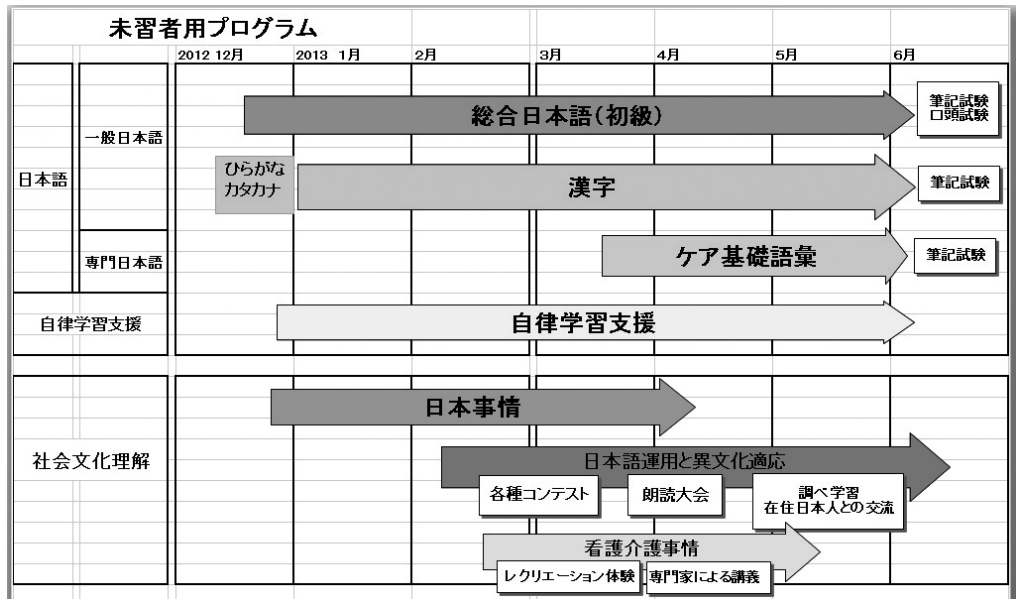 未習者用プログラム
2012 12月
2013 1月
2月
3月
4月
5月
6月
日本語
一般日本語
総合日本語(初級)
筆記試験
口頭試験
ひらがな
カタカナ
漢字
筆記試験
専門日本語
ケア基礎語彙
筆記試験
自律学習支援
自律学習支援
社会文化理解
日本事情
日本語運用と異文化適応
各種コンテスト
朗読大会
調べ学習
在住日本人との交流
看護介護事情
レクリエーション体験
専門家による講義